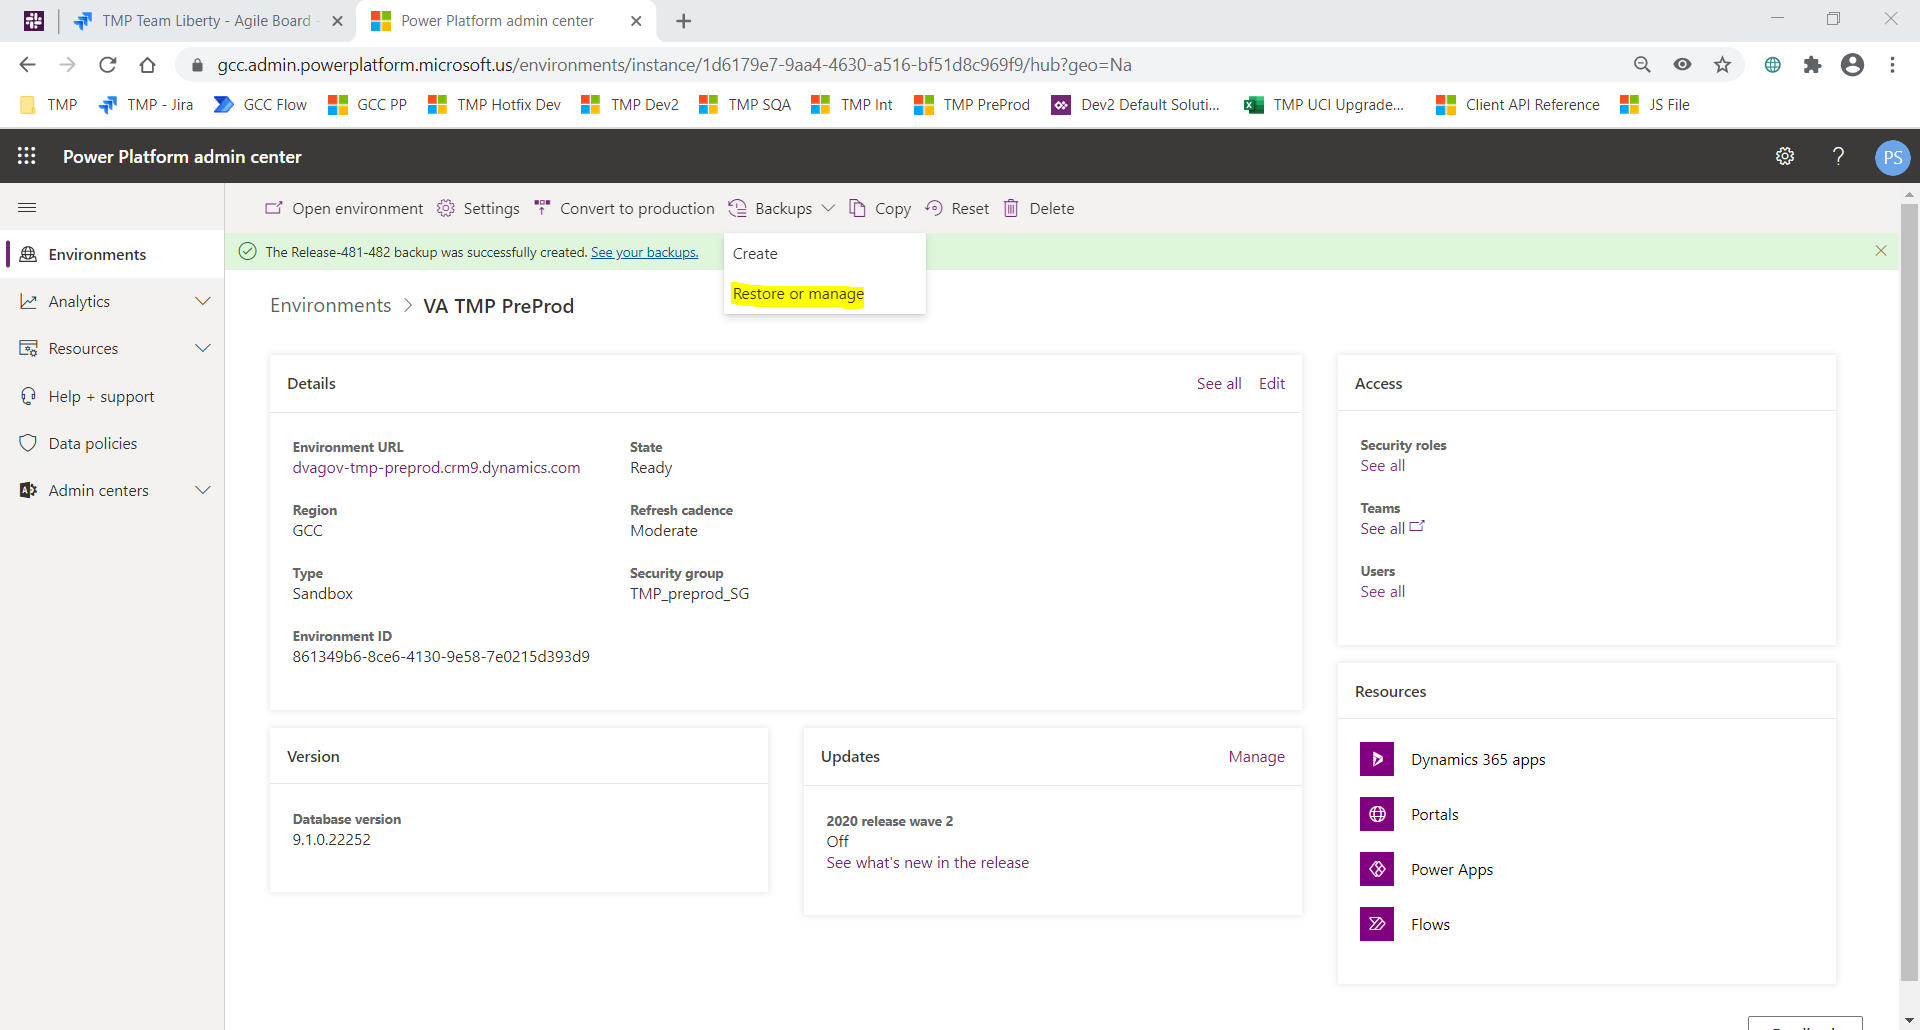 TMP Team Liberty - Agile Board -
Power Platform admin center
gcc.admin.powerplatform.microsoft.us/environments/instance/1d6179e7-9aa4-4630-a516-bf51d8c969f9/hub?geo=Na
TMP
TMP - Jira
GCC Flow
GCC PP
TMP Hotfix Dev
TMP Dev2
TMP SQA
TMP Int
TMP PreProd
Dev2 Default Soluti...
TMP UCI Upgrade...
Client API Reference
JS File
Power Platform admin center
?
PS
Open environment
Settings
Convert to production
Backups
Copy
Reset
Delete
Environments
Analytics
Resources
Help + support
Data policies
Admin centers
The Release-481-482 backup was successfully created. See your backups.
Create
Restore or manage
Environments > VA TMP PreProd
Details
See all
Edit
Environment URL
dvagov-tmp-preprod.crm9.dynamics.com
State
Ready
Region
GCC
Refresh cadence
Moderate
Type
Sandbox
Security group
TMP_preprod_SG
Environment ID
861349b6-8ce6-4130-9e58-7e0215d393d9
Access
Security roles
See all
Teams
See all
Users
See all
Version
Database version
9.1.0.22252
Updates
Manage
2020 release wave 2
Off
See what's new in the release
Resources
Dynamics 365 apps
Portals
Power Apps
Flows